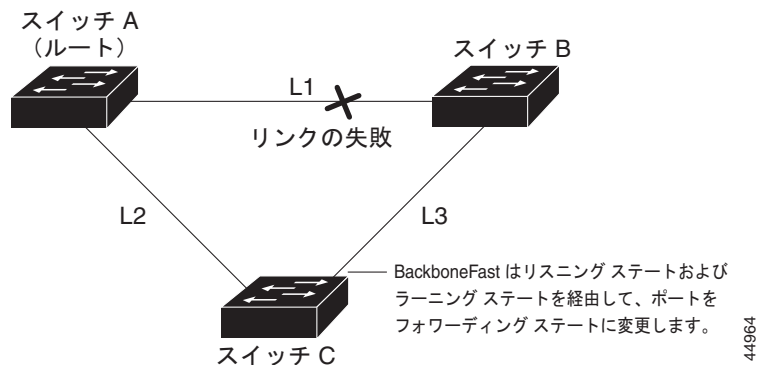 スイッチ A
（ルート）
スイッチ B
L1
リンクの失敗
L2
L3
BackboneFast はリスニング ステートおよび
ラーニング ステートを経由して、ポートを
フォワーディング ステートに変更します。
スイッチ C
44964